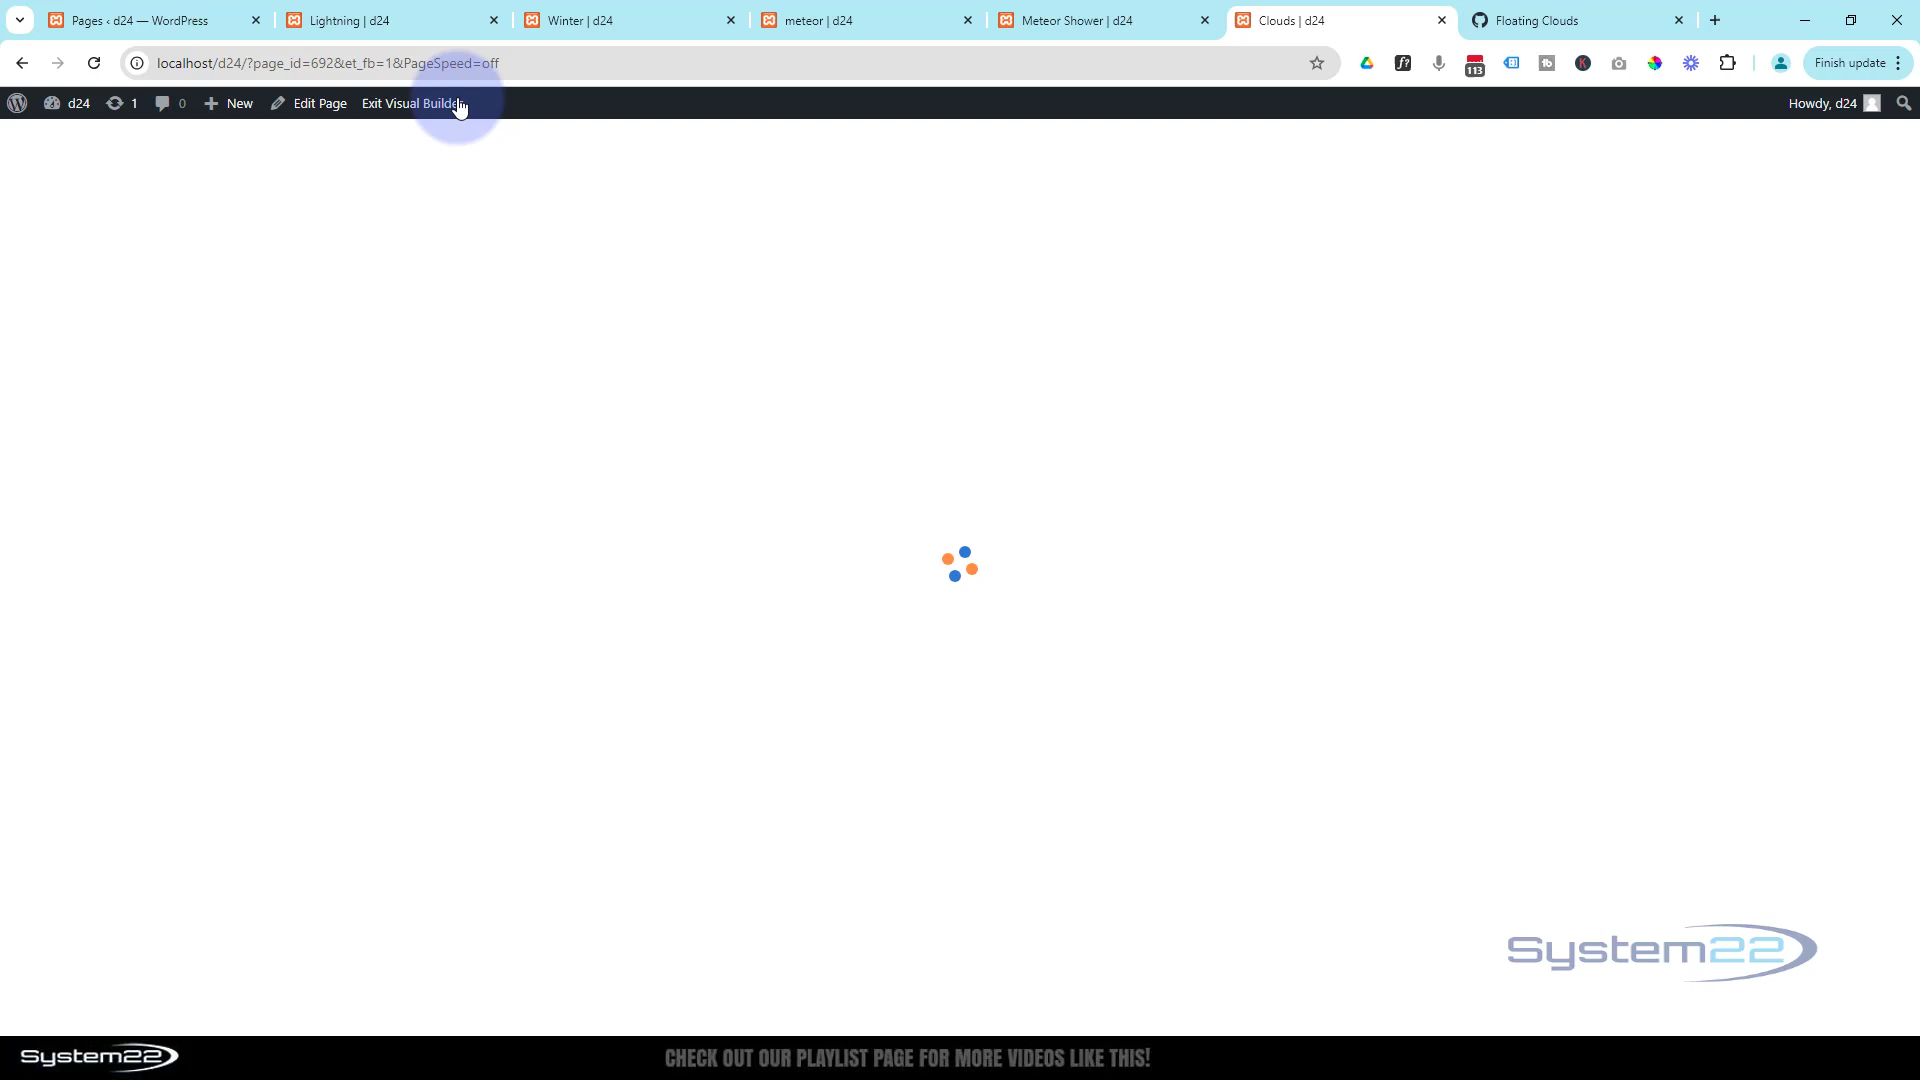 Pages ‹ d24 — WordPress
Lightning | d24
Winter | d24
meteor | d24
Meteor Shower | d24
Clouds | d24
Floating Clouds
localhost/d24/?page_id=692&et_fb=1&PageSpeed=off
f?
113
tb
K
Finish update
d24
1
0
New
Edit Page
Exit Visual Builder
Howdy, d24
System22
System22
CHECK OUT OUR PLAYLIST PAGE FOR MORE VIDEOS LIKE THIS!